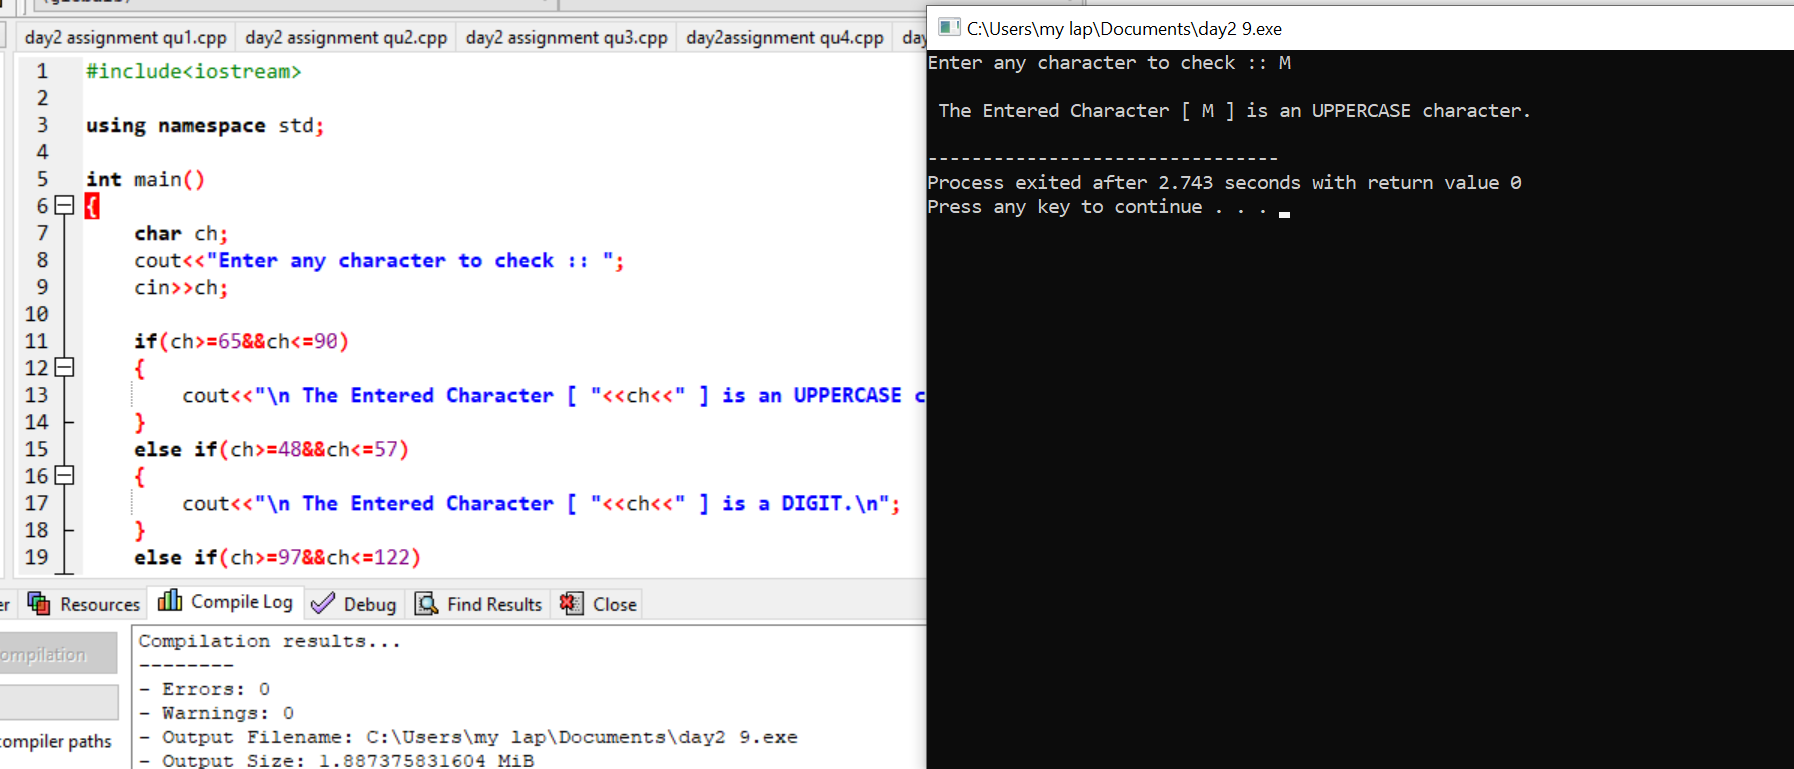 (globals)
day2 assignment qu1.cpp day2 assignment qu2.cpp day2 assignment qu3.cpp day2assignment qu4.cpp
1 #include<iostream>
2
3 using namespace std;
4
5 int main()
6 {
7 char ch;
8 cout<<"Enter any character to check :: ";
9 cin>>ch;
10
11 if(ch>=65&&ch<=90)
12 {
13 cout<<"\n The Entered Character [ "<<ch<<" ] is an UPPERCASE c
14 }
15 else if(ch>=48&&ch<=57)
16 {
17 cout<<"\n The Entered Character [ "<<ch<<" ] is a DIGIT.\n";
18 }
19 else if(ch>=97&&ch<=122)
er Resources Compile Log Debug Find Results Close
ompilation
ompiler paths
Compilation results...
--------
- Errors: 0
- Warnings: 0
- Output Filename: C:\Users\my lap\Documents\day2 9.exe
- Output Size: 1.887375831604 MiB
C:\Users\my lap\Documents\day2 9.exe
Enter any character to check :: M
The Entered Character [ M ] is an UPPERCASE character.
--------------------------------
Process exited after 2.743 seconds with return value 0
Press any key to continue . . .